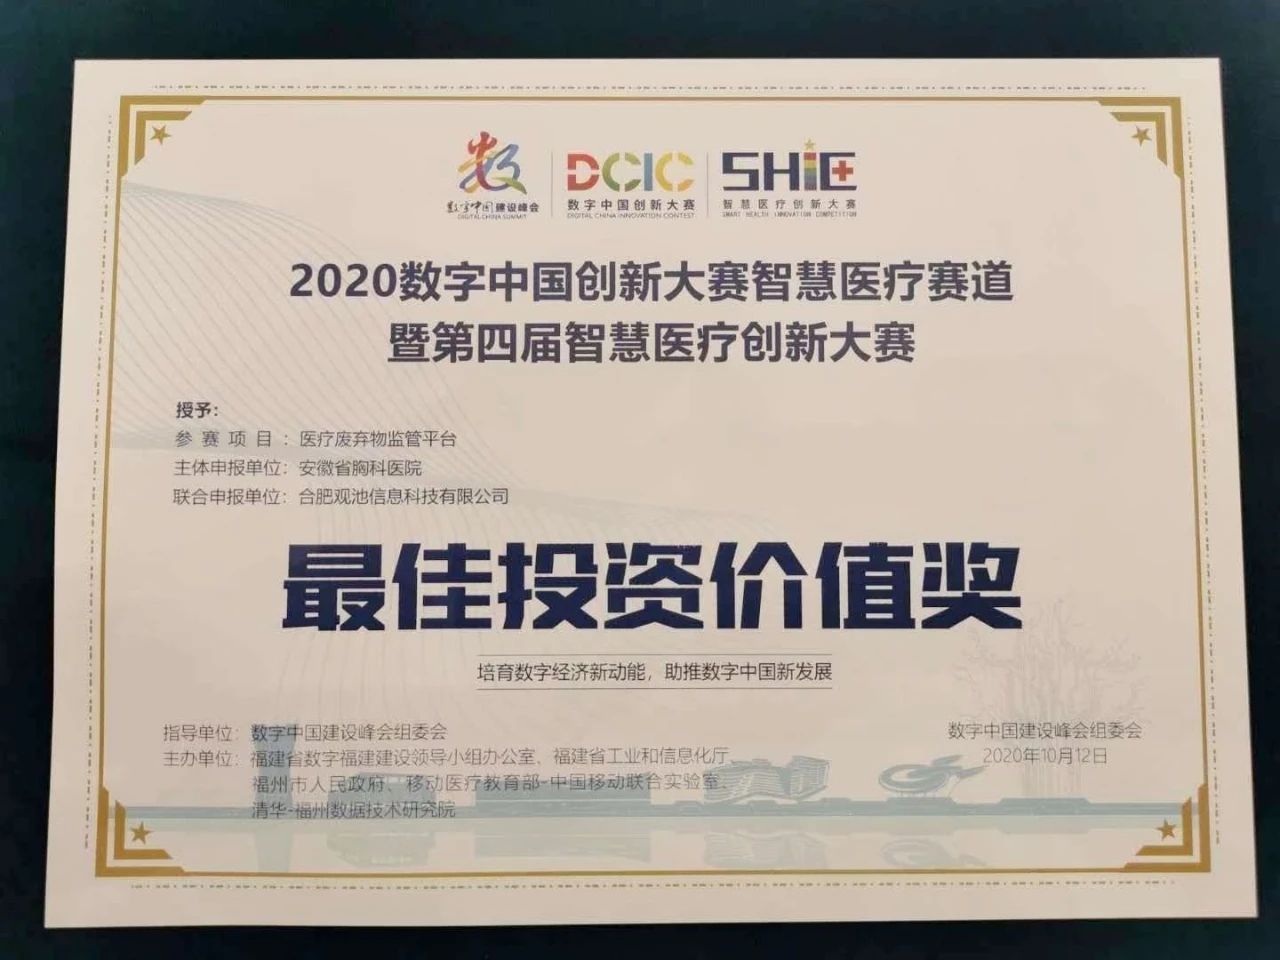 数
DCIC
SHIC
数字中国建设峰会
DIGITAL CHINA SUMMIT
数字中国创新大赛
DIGITAL CHINA INNOVATION CONTEST
智慧医疗创新大赛
SMART HEALTH INNOVATION COMPETITION
2020数字中国创新大赛智慧医疗赛道
暨第四届智慧医疗创新大赛
授予：
参赛项目：医疗废弃物监管平台
主体申报单位：安徽省胸科医院
联合申报单位：合肥观池信息科技有限公司
最佳投资价值奖
培育数字经济新动能，助推数字中国新发展
指导单位：数字中国建设峰会组委会
主办单位：福建省数字福建建设领导小组办公室、福建省工业和信息化厅
福州市人民政府、移动医疗教育部-中国移动联合实验室、
清华-福州数据技术研究院
数字中国建设峰会组委会
2020年10月12日